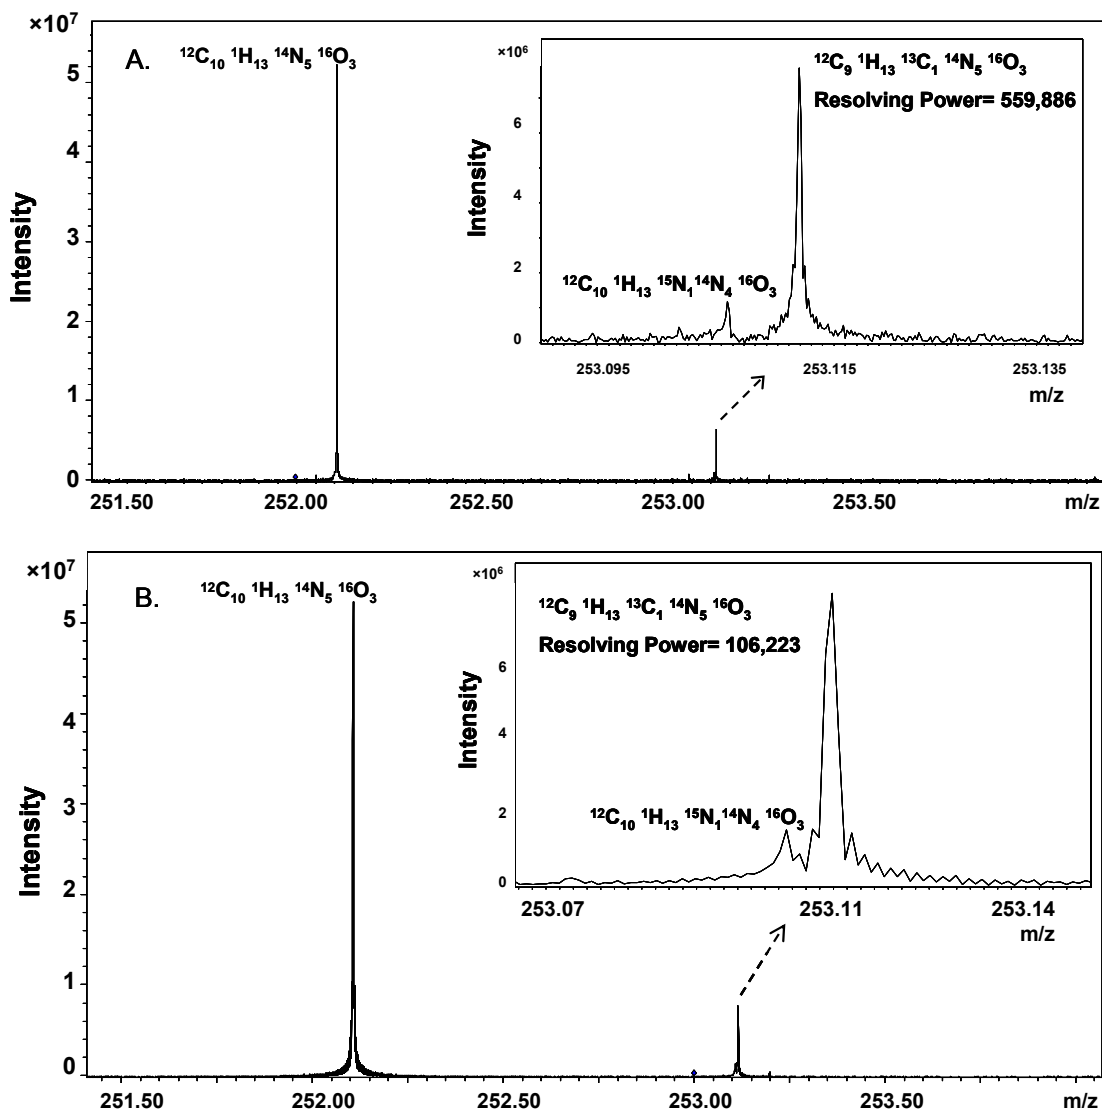 ×10⁷
A.
¹²C₁₀ ¹H₁₃ ¹⁴N₅ ¹⁶O₃
5
4
3
2
1
0
Intensity
251.50 252.00 252.50 253.00 253.50 m/z
×10⁶
¹²C₉ ¹H₁₃ ¹³C₁ ¹⁴N₅ ¹⁶O₃
Resolving Power= 559,886
6
4
2
0
Intensity
¹²C₁₀ ¹H₁₃ ¹⁵N₁¹⁴N₄ ¹⁶O₃
253.095 253.115 253.135
m/z
×10⁷
B.
¹²C₁₀ ¹H₁₃ ¹⁴N₅ ¹⁶O₃
5
4
3
2
1
0
Intensity
251.50 252.00 252.50 253.00 253.50 m/z
×10⁶
¹²C₉ ¹H₁₃ ¹³C₁ ¹⁴N₅ ¹⁶O₃
Resolving Power= 106,223
6
4
2
0
Intensity
¹²C₁₀ ¹H₁₃ ¹⁵N₁¹⁴N₄ ¹⁶O₃
253.07 253.11 253.14
m/z